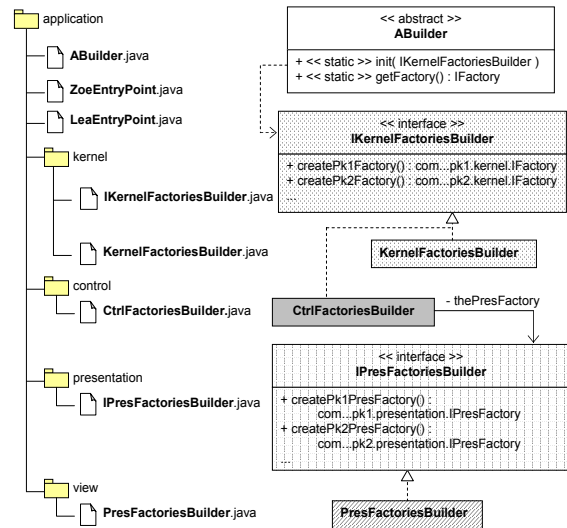 application
ABuilder.java
ZoeEntryPoint.java
LeaEntryPoint.java
kernel
IKernelFactoriesBuilder.java
KernelFactoriesBuilder.java
control
CtrlFactoriesBuilder.java
presentation
IPresFactoriesBuilder.java
view
PresFactoriesBuilder.java
<< abstract >>
ABuilder
+ << static >> init( IKernelFactoriesBuilder )
+ << static >> getFactory() : IFactory
<< interface >>
IKernelFactoriesBuilder
+ createPk1Factory() : com...pk1.kernel.IFactory
+ createPk2Factory() : com...pk2.kernel.IFactory
...
KernelFactoriesBuilder
CtrlFactoriesBuilder
- thePresFactory
<< interface >>
IPresFactoriesBuilder
+ createPk1PresFactory() :
com...pk1.presentation.IPresFactory
+ createPk2PresFactory() :
com...pk2.presentation.IPresFactory
...
PresFactoriesBuilder